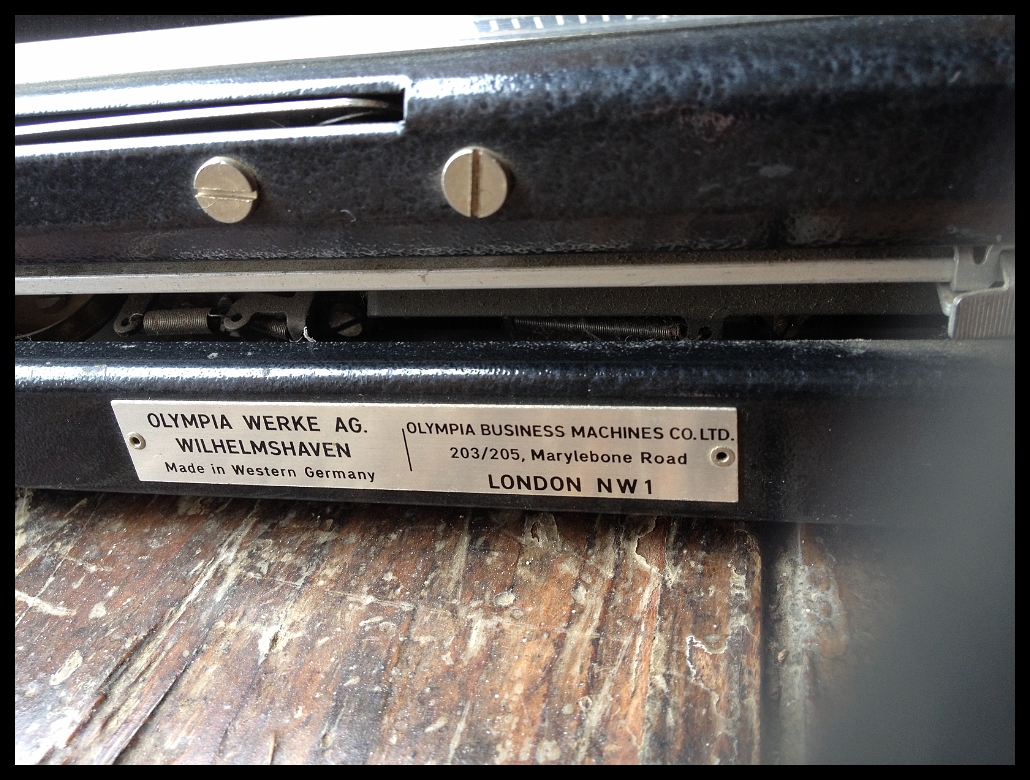 OLYMPIA WERKE AG.
WILHELMSHAVEN
Made in Western Germany
OLYMPIA BUSINESS MACHINES CO. LTD.
203/205, Marylebone Road
LONDON NW1